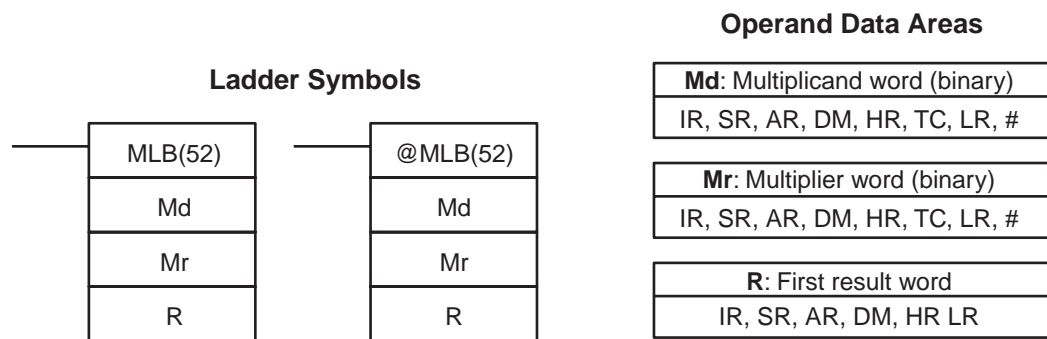 Operand Data Areas
Ladder Symbols
MLB(52)
Md
Mr
R
@MLB(52)
Md
Mr
R
Md: Multiplicand word (binary)
IR, SR, AR, DM, HR, TC, LR, #
Mr: Multiplier word (binary)
IR, SR, AR, DM, HR, TC, LR, #
R: First result word
IR, SR, AR, DM, HR LR